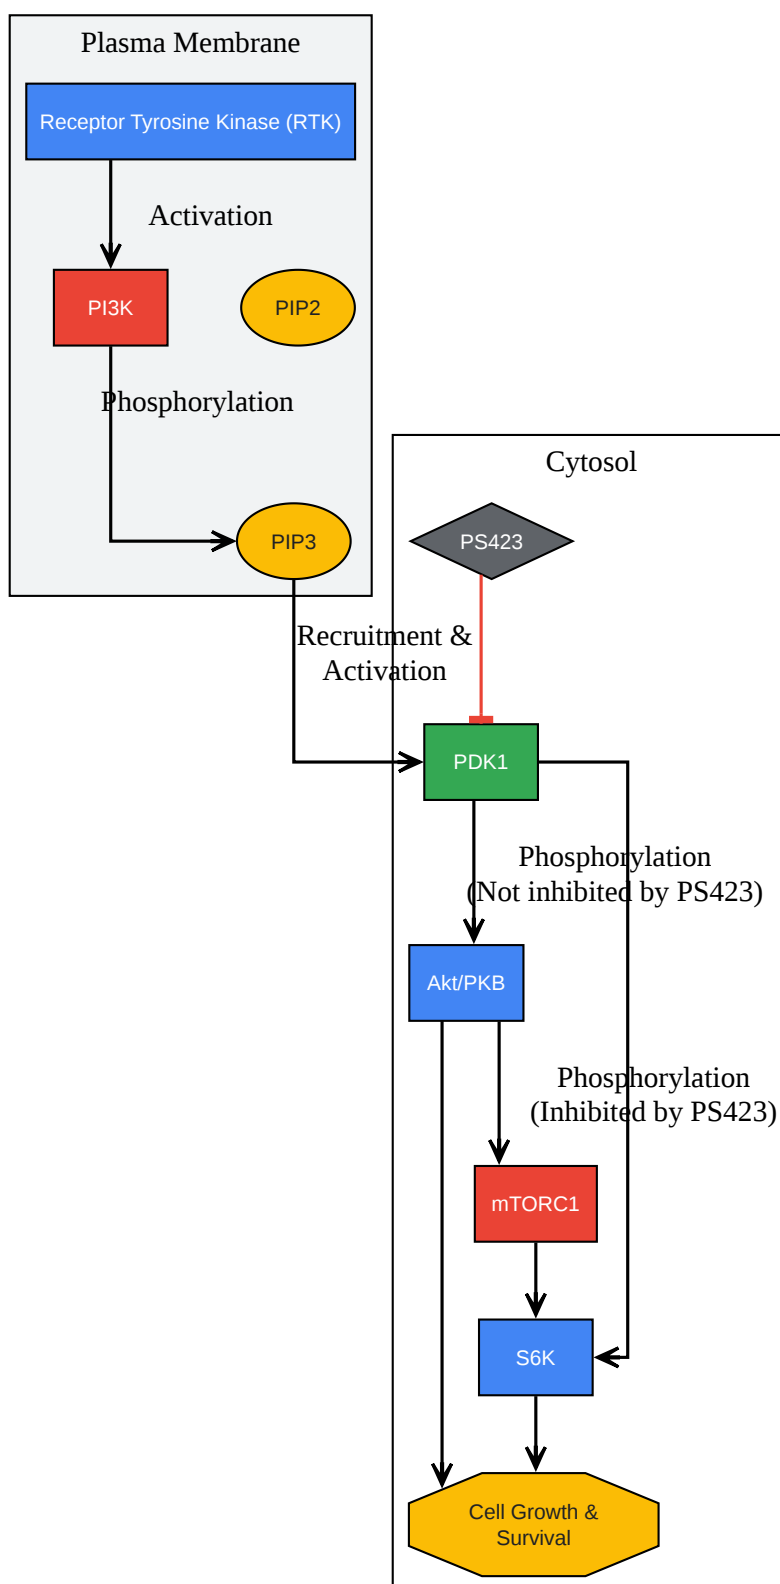 Plasma Membrane
Receptor Tyrosine Kinase (RTK)
Activation
PI3K
PIP2
Phosphorylation
Cytosol
PIP3
PS423
Recruitment &
Activation
PDK1
Phosphorylation
(Not inhibited by PS423)
Akt/PKB
Phosphorylation
(Inhibited by PS423)
mTORC1
S6K
Cell Growth &
Survival